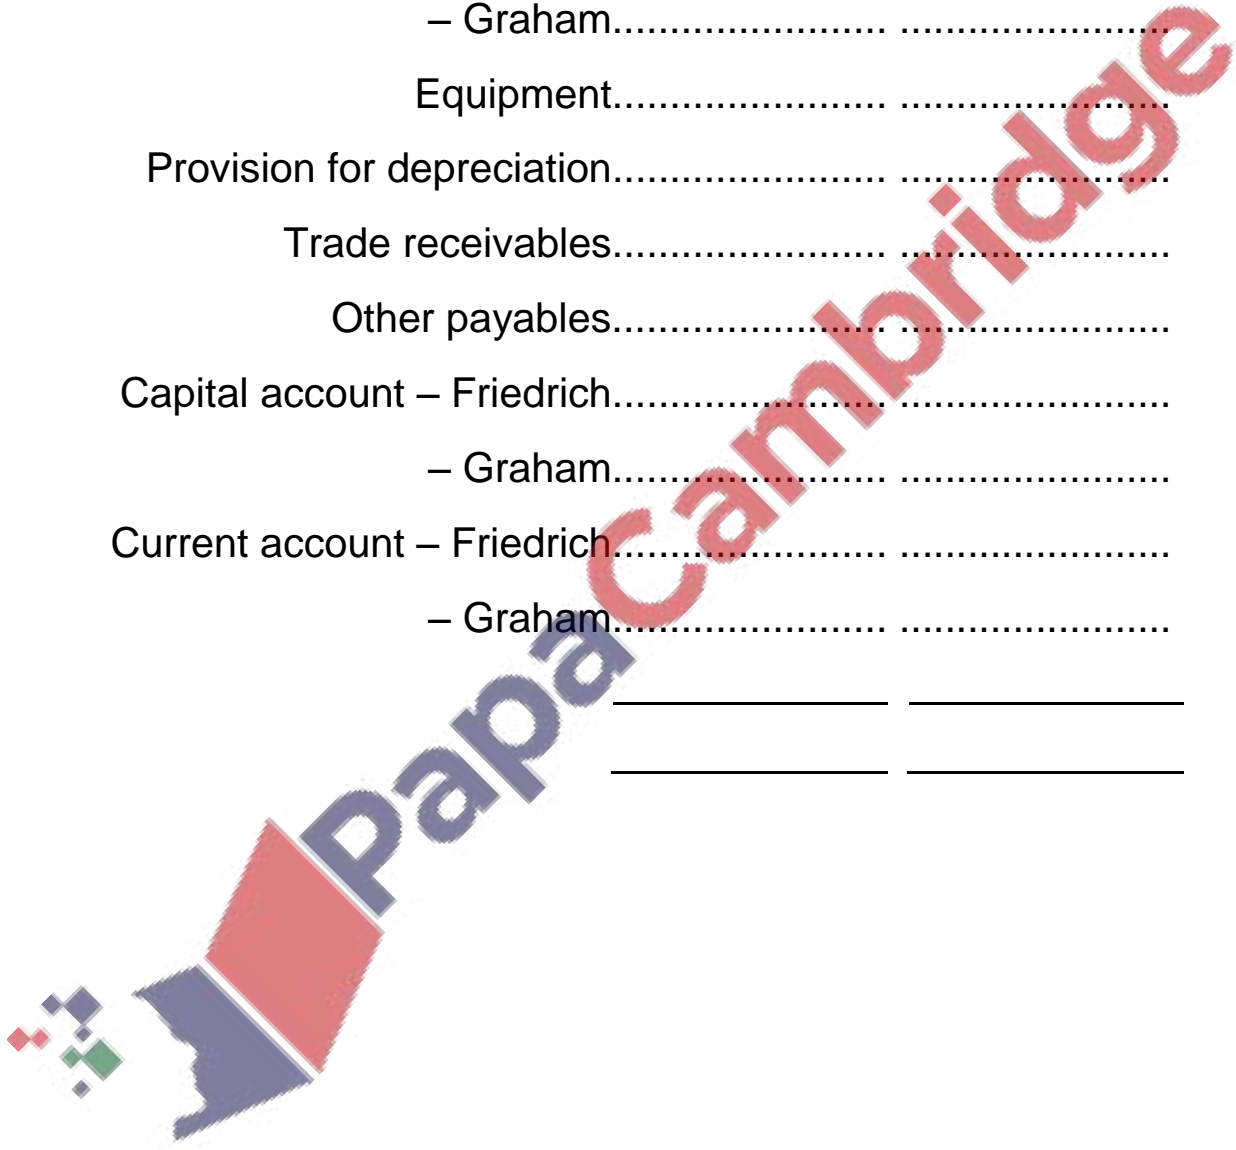 – Graham....................... .......................
Equipment....................... .......................
Provision for depreciation....................... .......................
Trade receivables....................... .......................
Other payables....................... .......................
Capital account – Friedrich....................... .......................
– Graham....................... .......................
Current account – Friedrich....................... .......................
– Graham....................... .......................
PapaCambridge